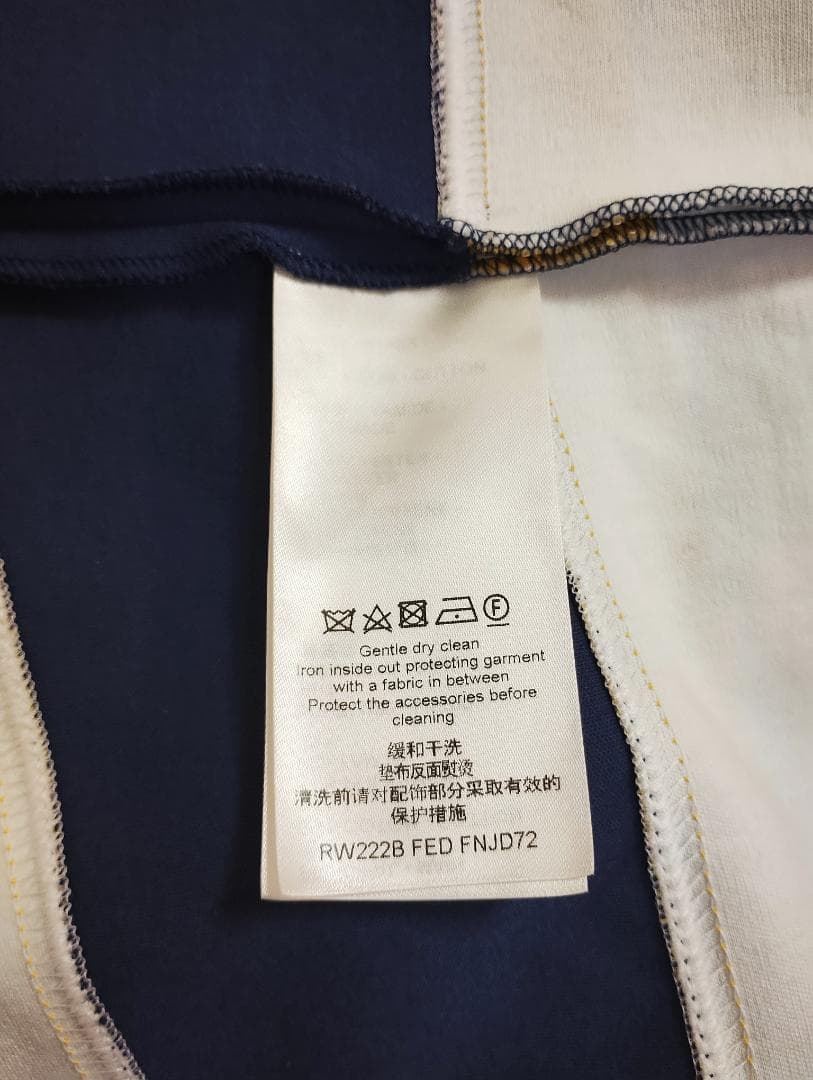 F
Gentle dry clean
Iron inside out protecting garment
with a fabric in between
Protect the accessories before
cleaning
缓和干洗
垫布反面熨烫
清洗前请对配饰部分采取有效的
保护措施
RW222B FED FNJD72